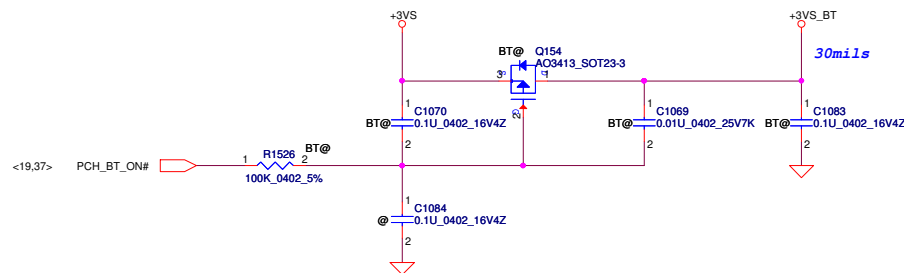 +3VS
+3VS_BT
BT@
Q154
AO3413_SOT23-3
30mils
3
S
D
1
G
2
1
C1070
BT@
0.1U_0402_16V4Z
2
1
C1069
BT@
0.01U_0402_25V7K
2
1
C1083
BT@
0.1U_0402_16V4Z
2
<19,37>
PCH_BT_ON#
1
R1526
2
BT@
100K_0402_5%
1
C1084
@
0.1U_0402_16V4Z
2